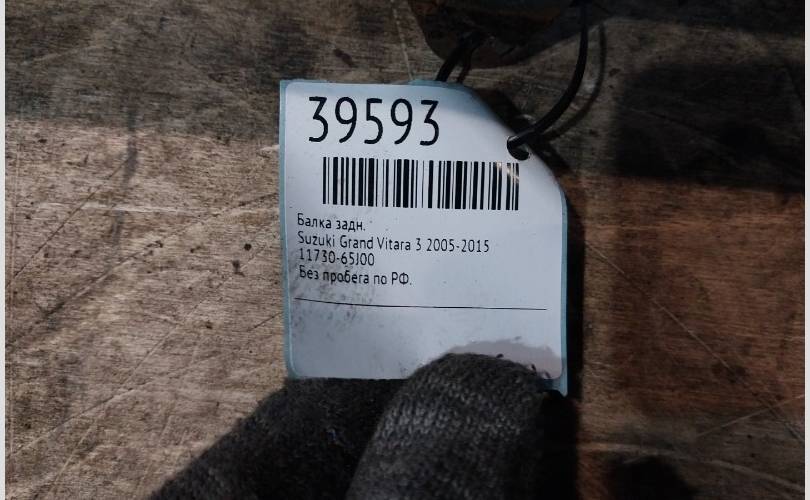 39593
Балка задн.
Suzuki Grand Vitara 3 2005-2015
11730-65J00
Без пробега по РФ.